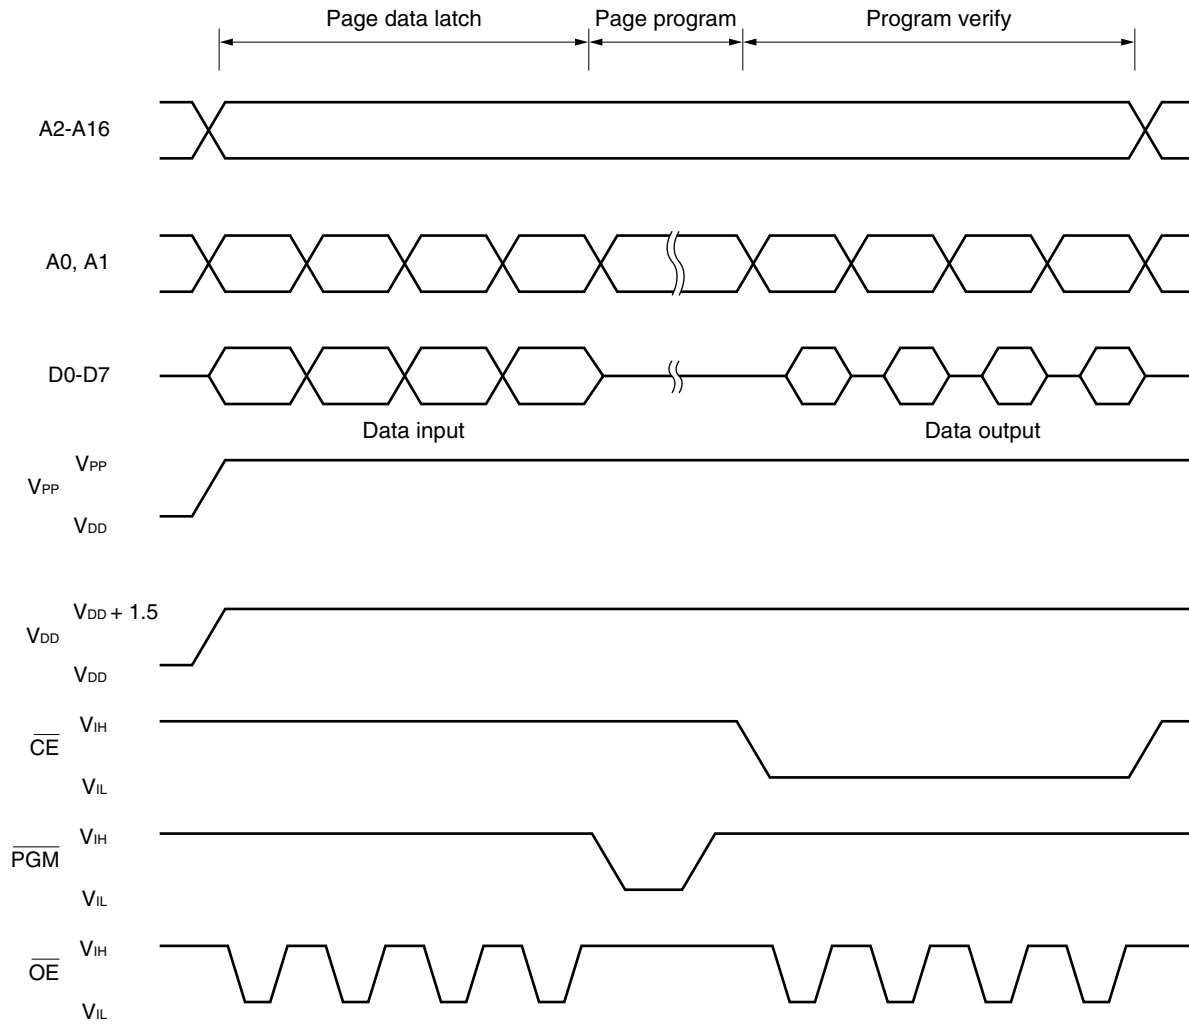 Page data latch Page program Program verify
A2-A16
A0, A1
D0-D7
Data input Data output
VPP
VPP
VDD
VDD + 1.5
VDD
VDD
VIH
CE
VIL
VIH
PGM
VIL
VIH
OE
VIL